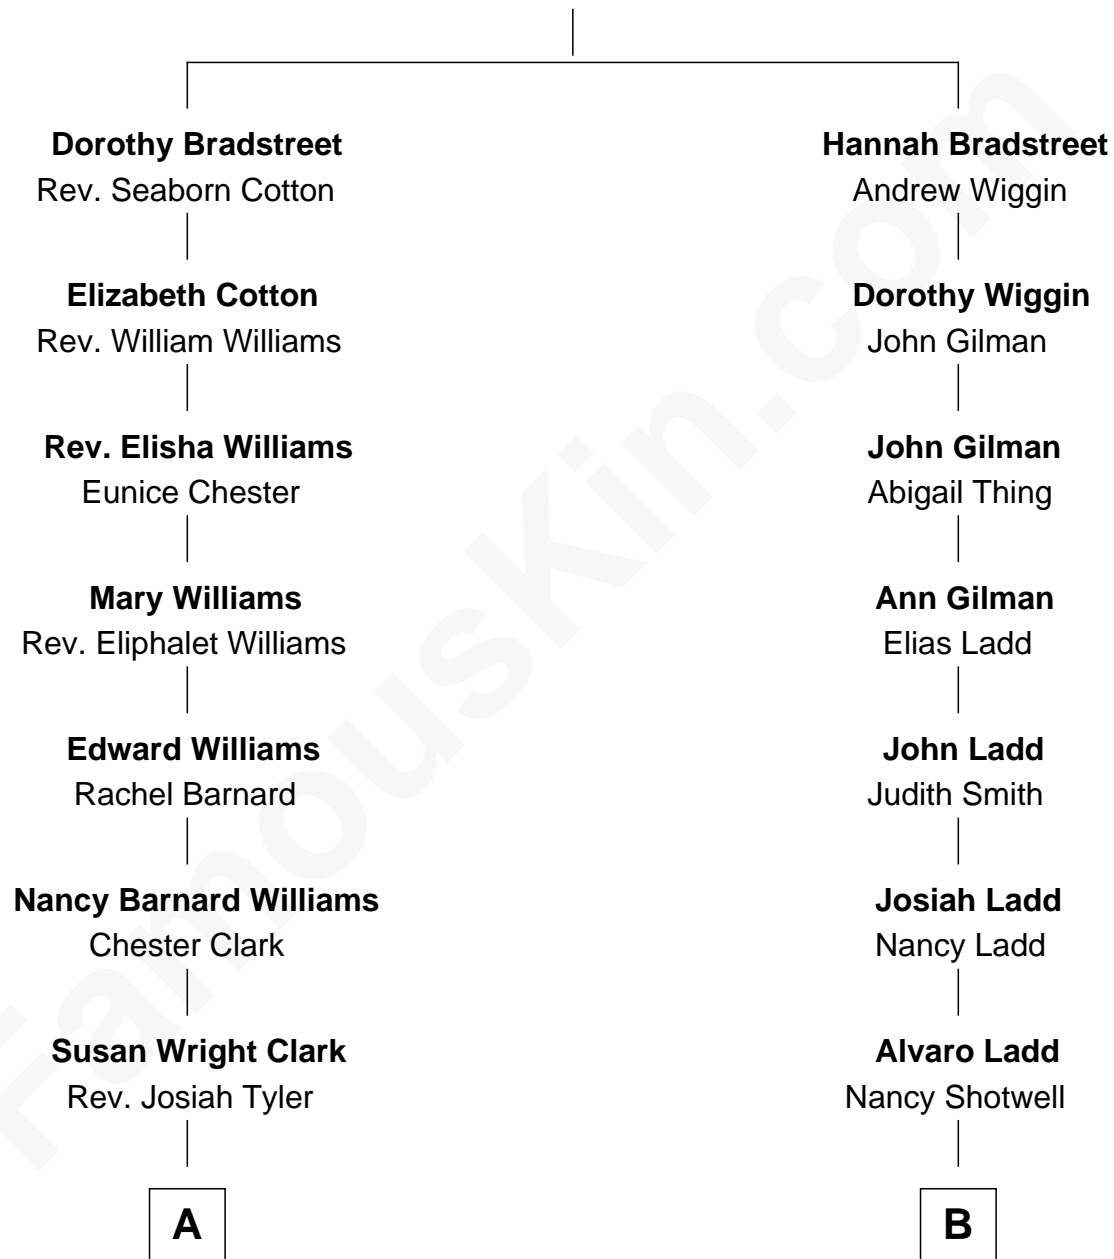 Dorothy Bradstreet
Rev. Seaborn Cotton
Hannah Bradstreet
Andrew Wiggin
Elizabeth Cotton
Rev. William Williams
Dorothy Wiggin
John Gilman
Rev. Elisha Williams
Eunice Chester
John Gilman
Abigail Thing
Mary Williams
Rev. Eliphalet Williams
Ann Gilman
Elias Ladd
Edward Williams
Rachel Barnard
John Ladd
Judith Smith
Nancy Barnard Williams
Chester Clark
Josiah Ladd
Nancy Ladd
Susan Wright Clark
Rev. Josiah Tyler
Alvaro Ladd
Nancy Shotwell
A
B
FamousKin.com